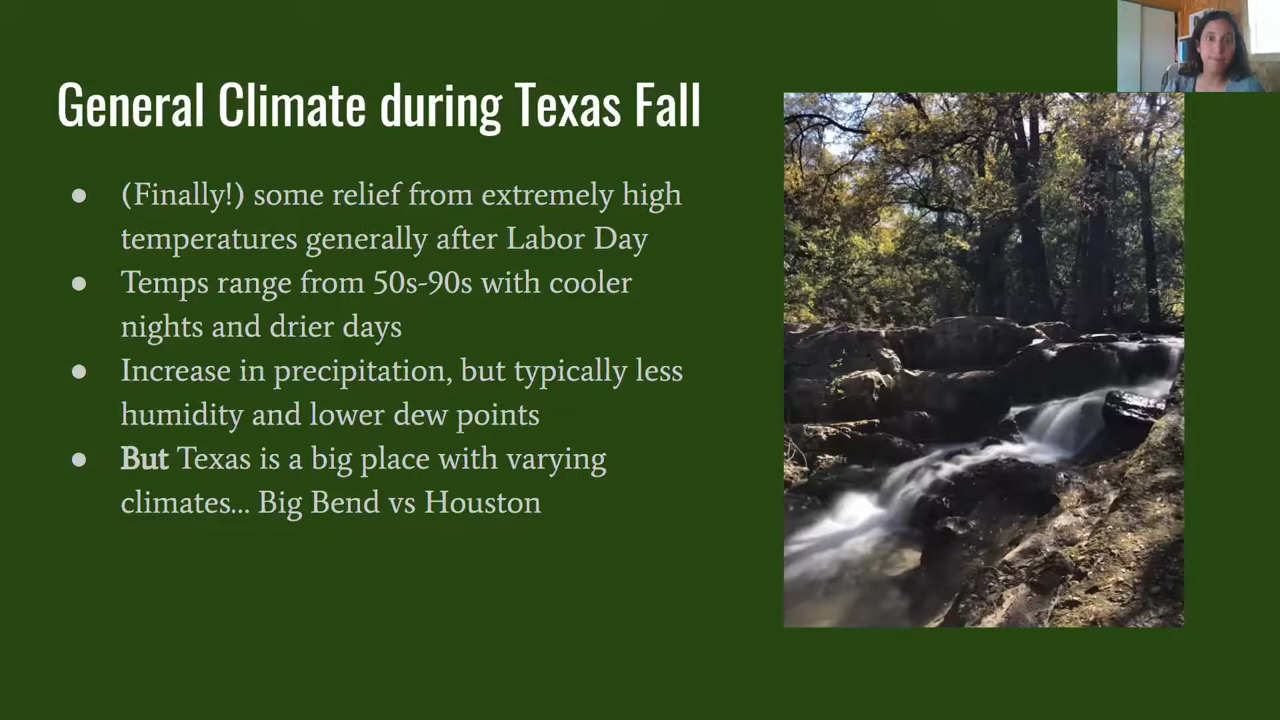 General Climate during Texas Fall
● (Finally!) some relief from extremely high
temperatures generally after Labor Day
● Temps range from 50s-90s with cooler
nights and drier days
● Increase in precipitation, but typically less
humidity and lower dew points
● But Texas is a big place with varying
climates... Big Bend vs Houston